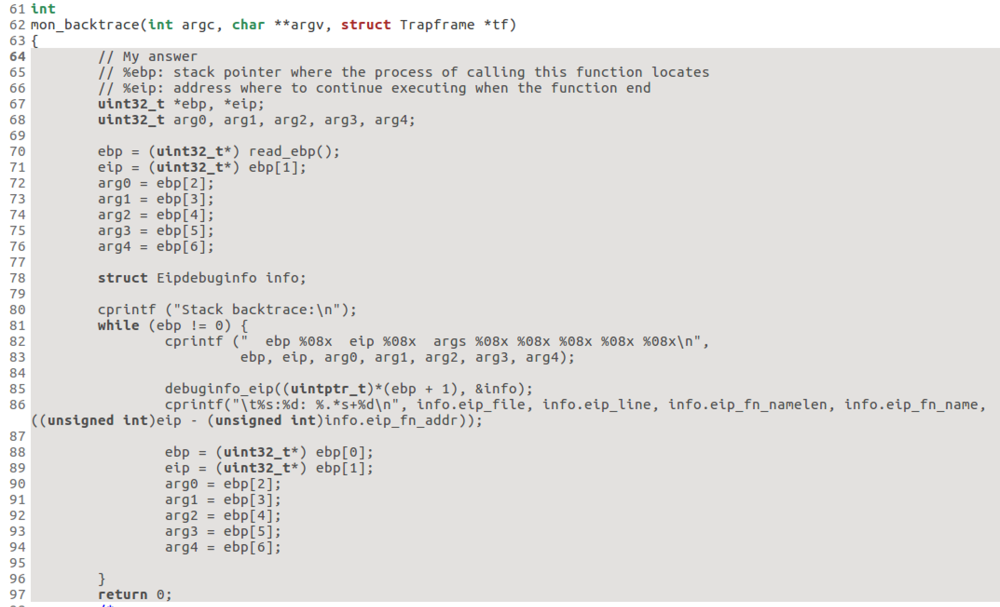 61 int
62 mon_backtrace(int argc, char **argv, struct Trapframe *tf)
63 {
64         // My answer
65         // %ebp: stack pointer where the process of calling this function locates
66         // %eip: address where to continue executing when the function end
67         uint32_t *ebp, *eip;
68         uint32_t arg0, arg1, arg2, arg3, arg4;
69
70         ebp = (uint32_t*) read_ebp();
71         eip = (uint32_t*) ebp[1];
72         arg0 = ebp[2];
73         arg1 = ebp[3];
74         arg2 = ebp[4];
75         arg3 = ebp[5];
76         arg4 = ebp[6];
77
78         struct Eipdebuginfo info;
79
80         cprintf ("Stack backtrace:\n");
81         while (ebp != 0) {
82                 cprintf ("  ebp %08x  eip %08x  args %08x %08x %08x %08x %08x\n",
83                          ebp, eip, arg0, arg1, arg2, arg3, arg4);
84
85                 debuginfo_eip((uintptr_t)*(ebp + 1), &info);
86                 cprintf("\t%s:%d: %.*s+%d\n", info.eip_file, info.eip_line, info.eip_fn_namelen, info.eip_fn_name,
((unsigned int)eip - (unsigned int)info.eip_fn_addr));
87
88                 ebp = (uint32_t*) ebp[0];
89                 eip = (uint32_t*) ebp[1];
90                 arg0 = ebp[2];
91                 arg1 = ebp[3];
92                 arg2 = ebp[4];
93                 arg3 = ebp[5];
94                 arg4 = ebp[6];
95
96         }
97         return 0;